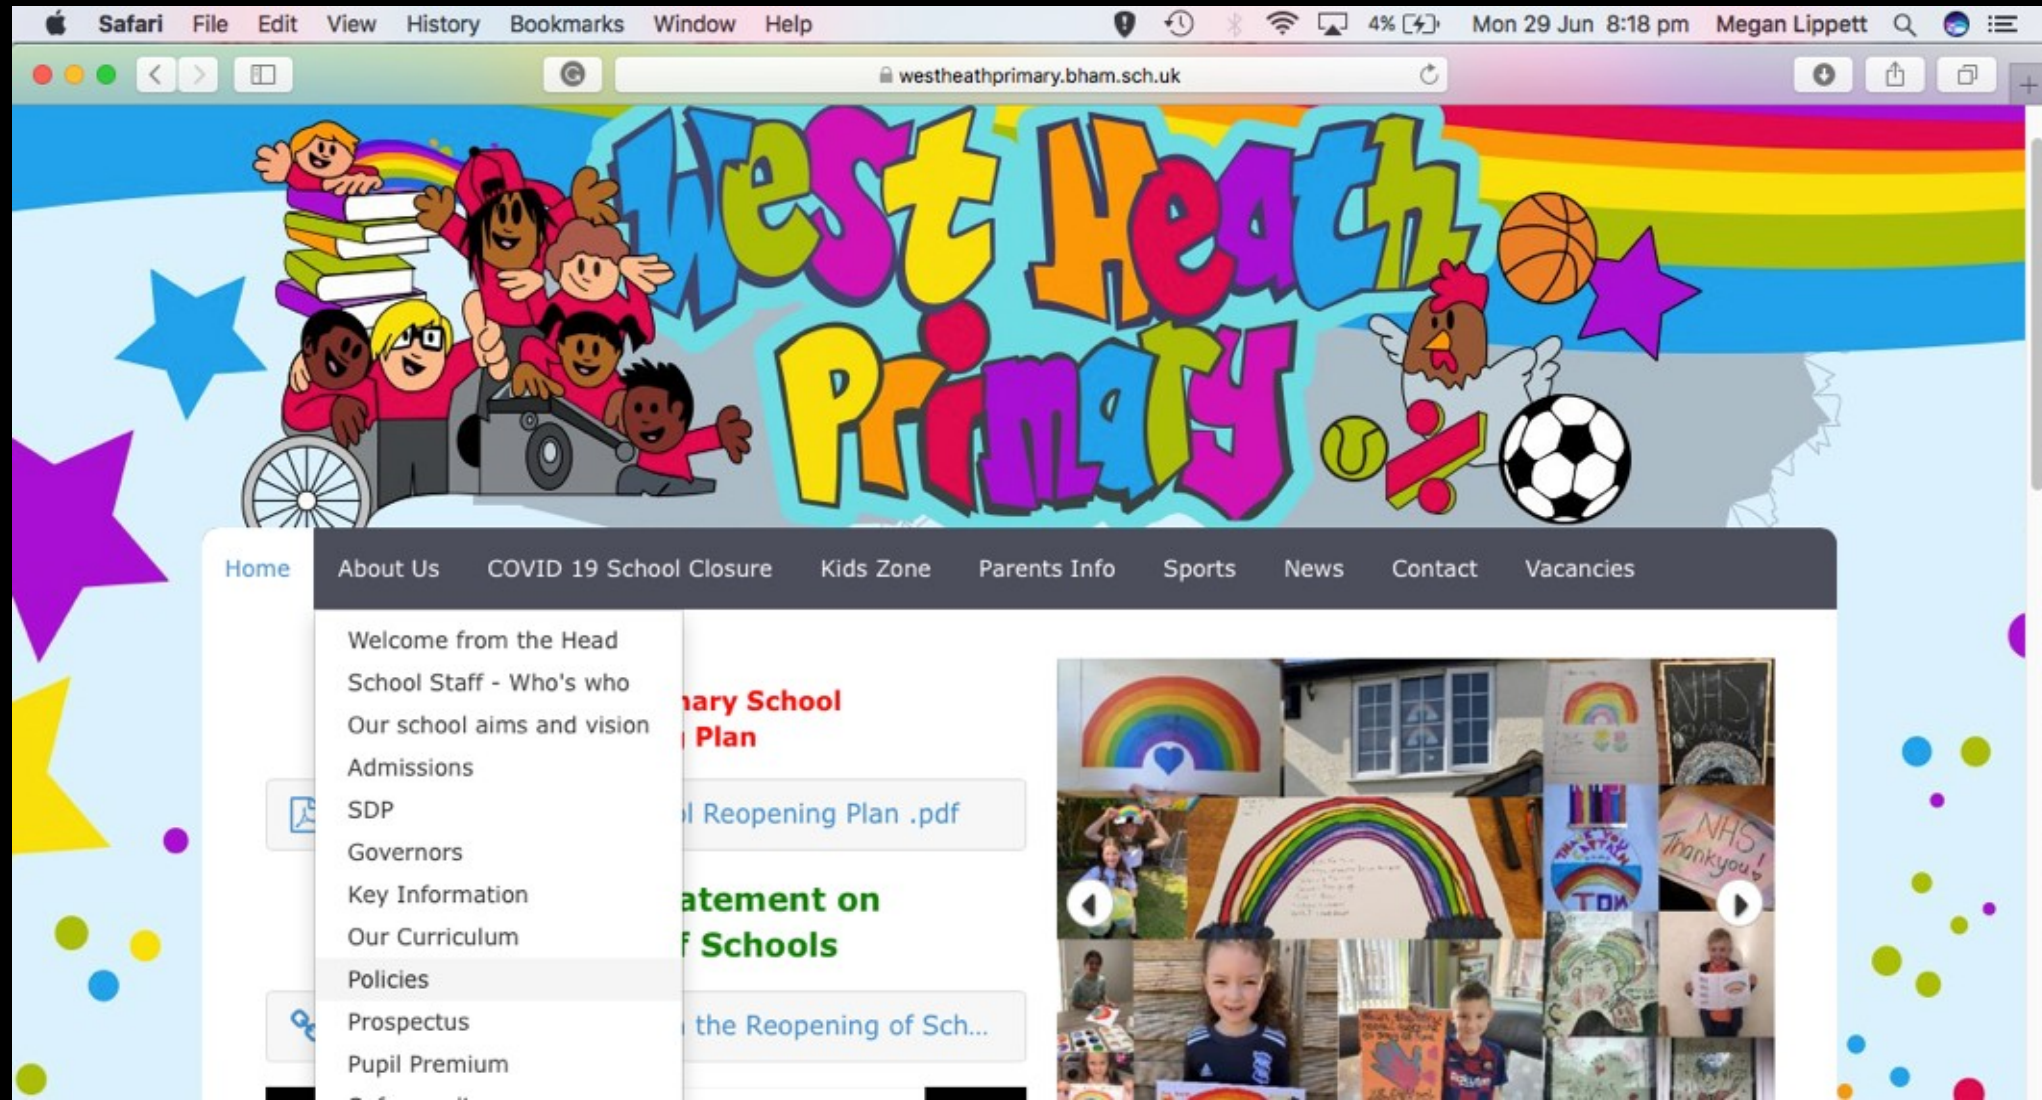 Safari File Edit View History Bookmarks Window Help 4% Mon 29 Jun 8:18 pm Megan Lippett
westheathprimary.bham.sch.uk
West Heath
Primary
Home About Us COVID 19 School Closure Kids Zone Parents Info Sports News Contact Vacancies
Welcome from the Head
School Staff - Who's who
Our school aims and vision
Admissions
SDP
Governors
Key Information
Our Curriculum
Policies
Prospectus
Pupil Premium
School
Plan
Reopening Plan .pdf
on
Schools
the Reopening of Sch...
NHS
THANK YOU
CAPTAIN
TOM
NHS
Thankyou!